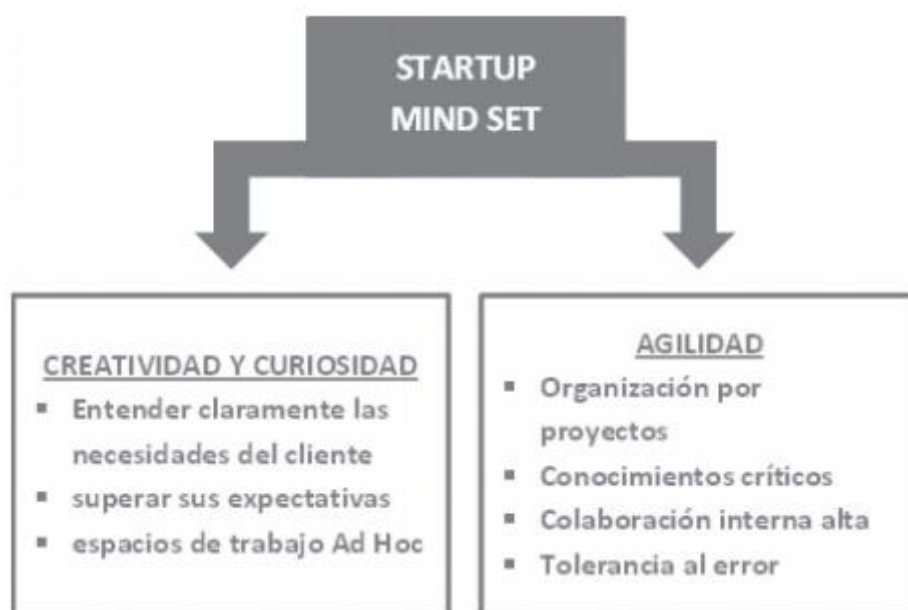 STARTUP
MIND SET
CREATIVIDAD Y CURIOSIDAD
▪ Entender claramente las
necesidades del cliente
▪ superar sus expectativas
▪ espacios de trabajo Ad Hoc
AGILIDAD
▪ Organización por
proyectos
▪ Conocimientos críticos
▪ Colaboración interna alta
▪ Tolerancia al error